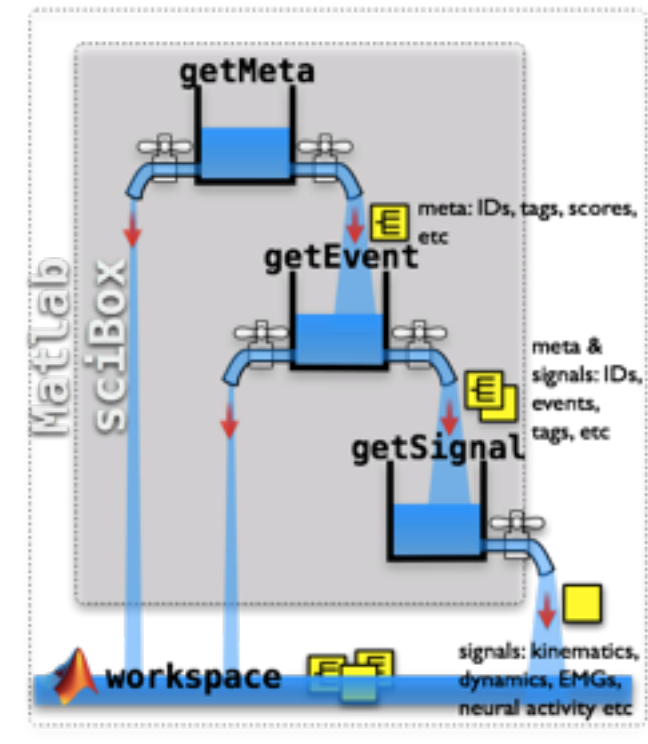 getMeta
meta: IDs, tags, scores,
etc
getEvent
Matlab
sciBox
meta &
signals: IDs,
events,
tags, etc
getSignal
workspace
signals: kinematics,
dynamics, EMGs,
neural activity etc